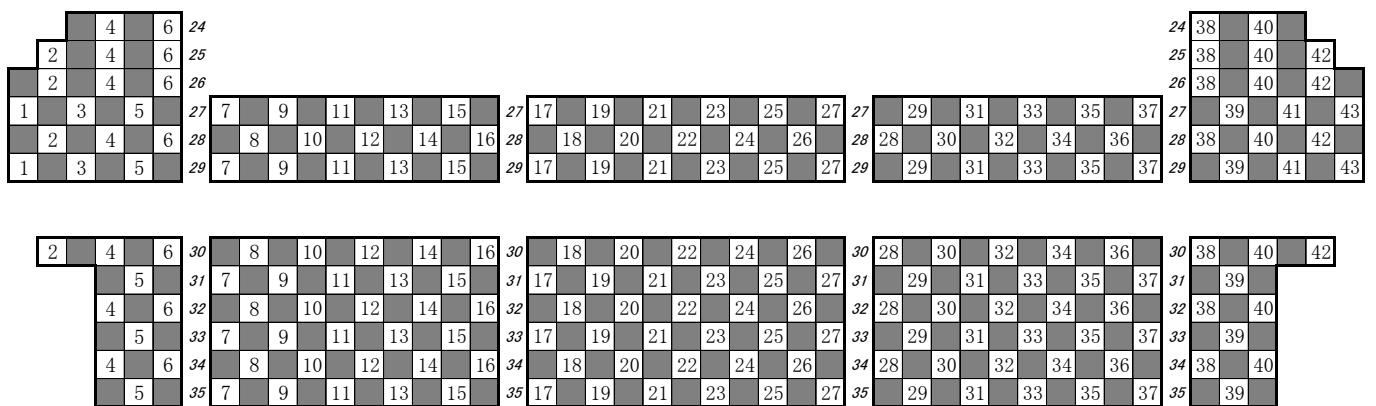 4 6 24 24 38 40
2 4 6 25 25 38 40 42
2 4 6 26 26 38 40 42
1 3 5 27 7 9 11 13 15 27 17 19 21 23 25 27 27 29 31 33 35 37 27 39 41 43
2 4 6 28 8 10 12 14 16 28 18 20 22 24 26 28 28 30 32 34 36 28 38 40 42
1 3 5 29 7 9 11 13 15 29 17 19 21 23 25 27 29 29 31 33 35 37 29 39 41 43
2 4 6 30 8 10 12 14 16 30 18 20 22 24 26 30 28 30 32 34 36 30 38 40 42
5 31 7 9 11 13 15 31 17 19 21 23 25 27 31 29 31 33 35 37 31 39
4 6 32 8 10 12 14 16 32 18 20 22 24 26 32 28 30 32 34 36 32 38 40
5 33 7 9 11 13 15 33 17 19 21 23 25 27 33 29 31 33 35 37 33 39
4 6 34 8 10 12 14 16 34 18 20 22 24 26 34 28 30 32 34 36 34 38 40
5 35 7 9 11 13 15 35 17 19 21 23 25 27 35 29 31 33 35 37 35 39